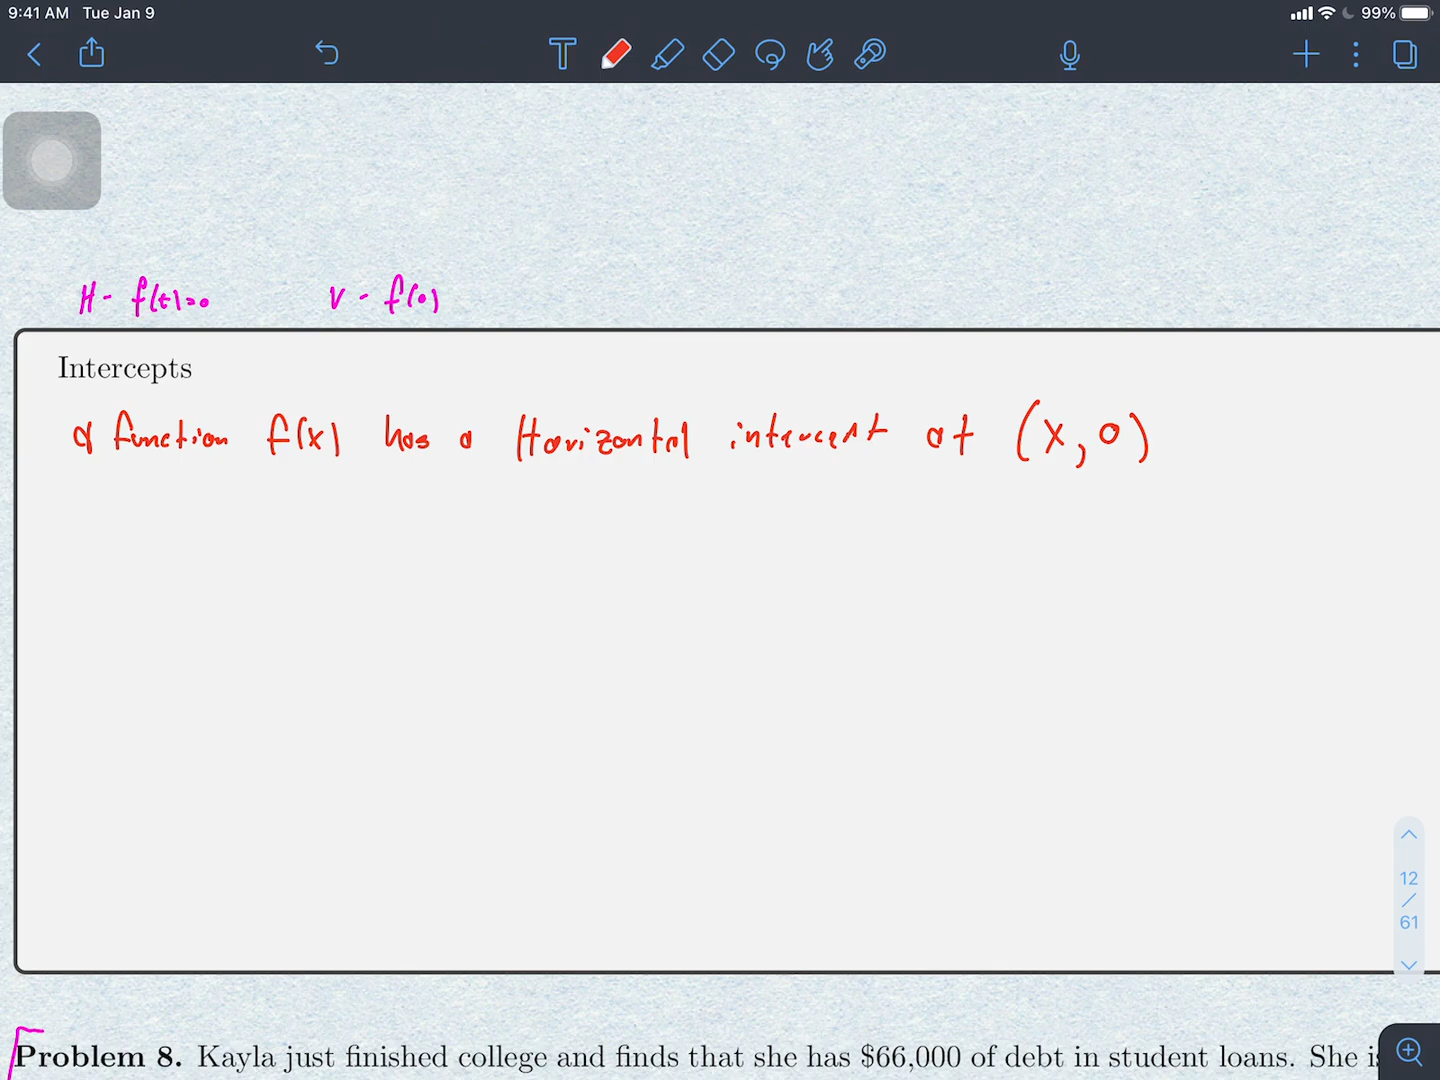 9:41 AM Tue Jan 9
99%
H - f(t)=0 V - f(0)
Intercepts
a function f(x) has a Horizontal intercept at (x, 0)
12
/
61
Problem 8. Kayla just finished college and finds that she has $66,000 of debt in student loans. She is